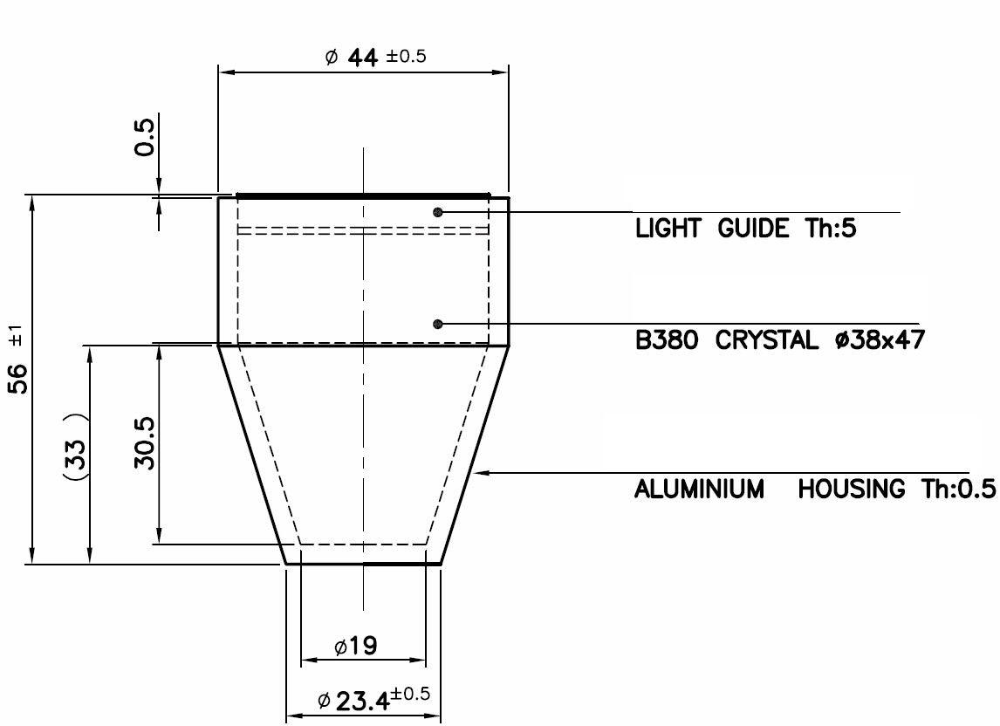 ø 44 ±0.5
0.5
LIGHT GUIDE Th:5
B380 CRYSTAL ø38x47
56 ±1
(33 )
30.5
ALUMINIUM HOUSING Th:0.5
ø19
ø 23.4 ±0.5